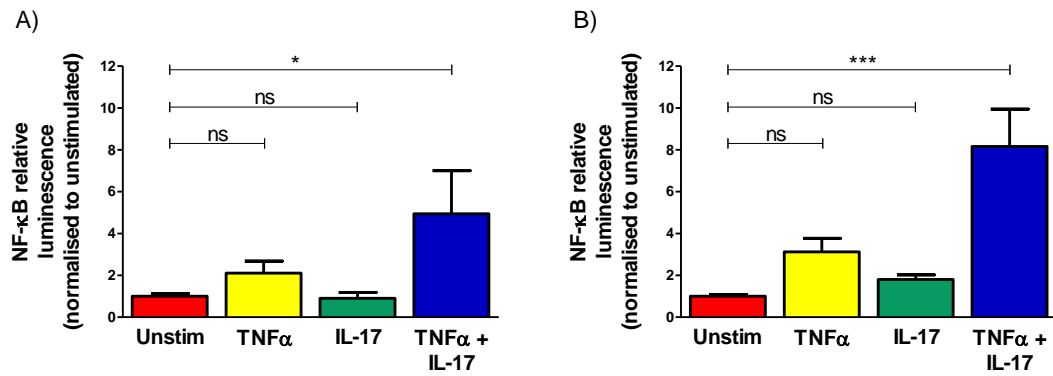 A)
NF-κB relative
luminescence
(normalised to unstimulated)
12
10
8
6
4
2
0
*
ns
ns
Unstim
TNFα
IL-17
TNFα +
IL-17
B)
NF-κB relative
luminescence
(normalised to unstimulated)
12
10
8
6
4
2
0
***
ns
ns
Unstim
TNFα
IL-17
TNFα +
IL-17